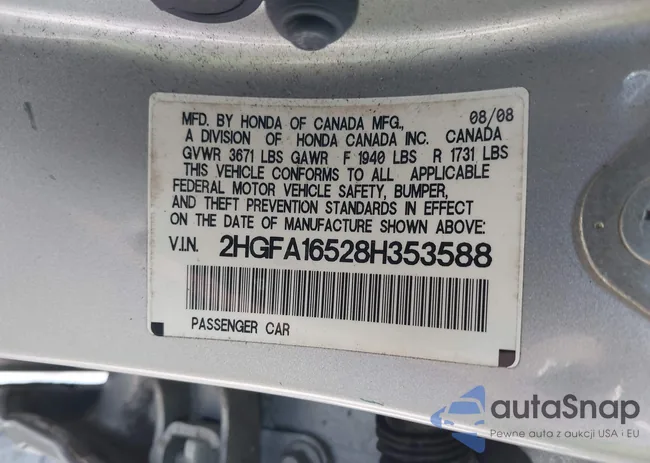 MFD. BY HONDA OF CANADA MFG., 08/08
A DIVISION OF HONDA CANADA INC. CANADA
GVWR 3671 LBS GAWR F 1940 LBS R 1731 LBS
THIS VEHICLE CONFORMS TO ALL APPLICABLE
FEDERAL MOTOR VEHICLE SAFETY, BUMPER,
AND THEFT PREVENTION STANDARDS IN EFFECT
ON THE DATE OF MANUFACTURE SHOWN ABOVE:
V.I.N. 2HGFA16528H353588
PASSENGER CAR
autoSnap
Pewne auta z aukcji USA i EU